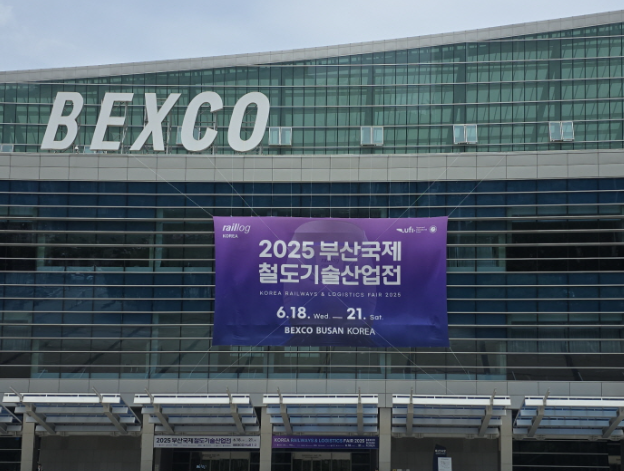 BEXCO
raillog
KOREA
ufi
2025 부산국제
철도기술산업전
KOREA RAILWAYS & LOGISTICS FAIR 2025
6.18. Wed. — 21. Sat.
BEXCO BUSAN KOREA
2025 부산국제철도기술산업전
KOREA RAILWAYS & LOGISTICS FAIR 2025